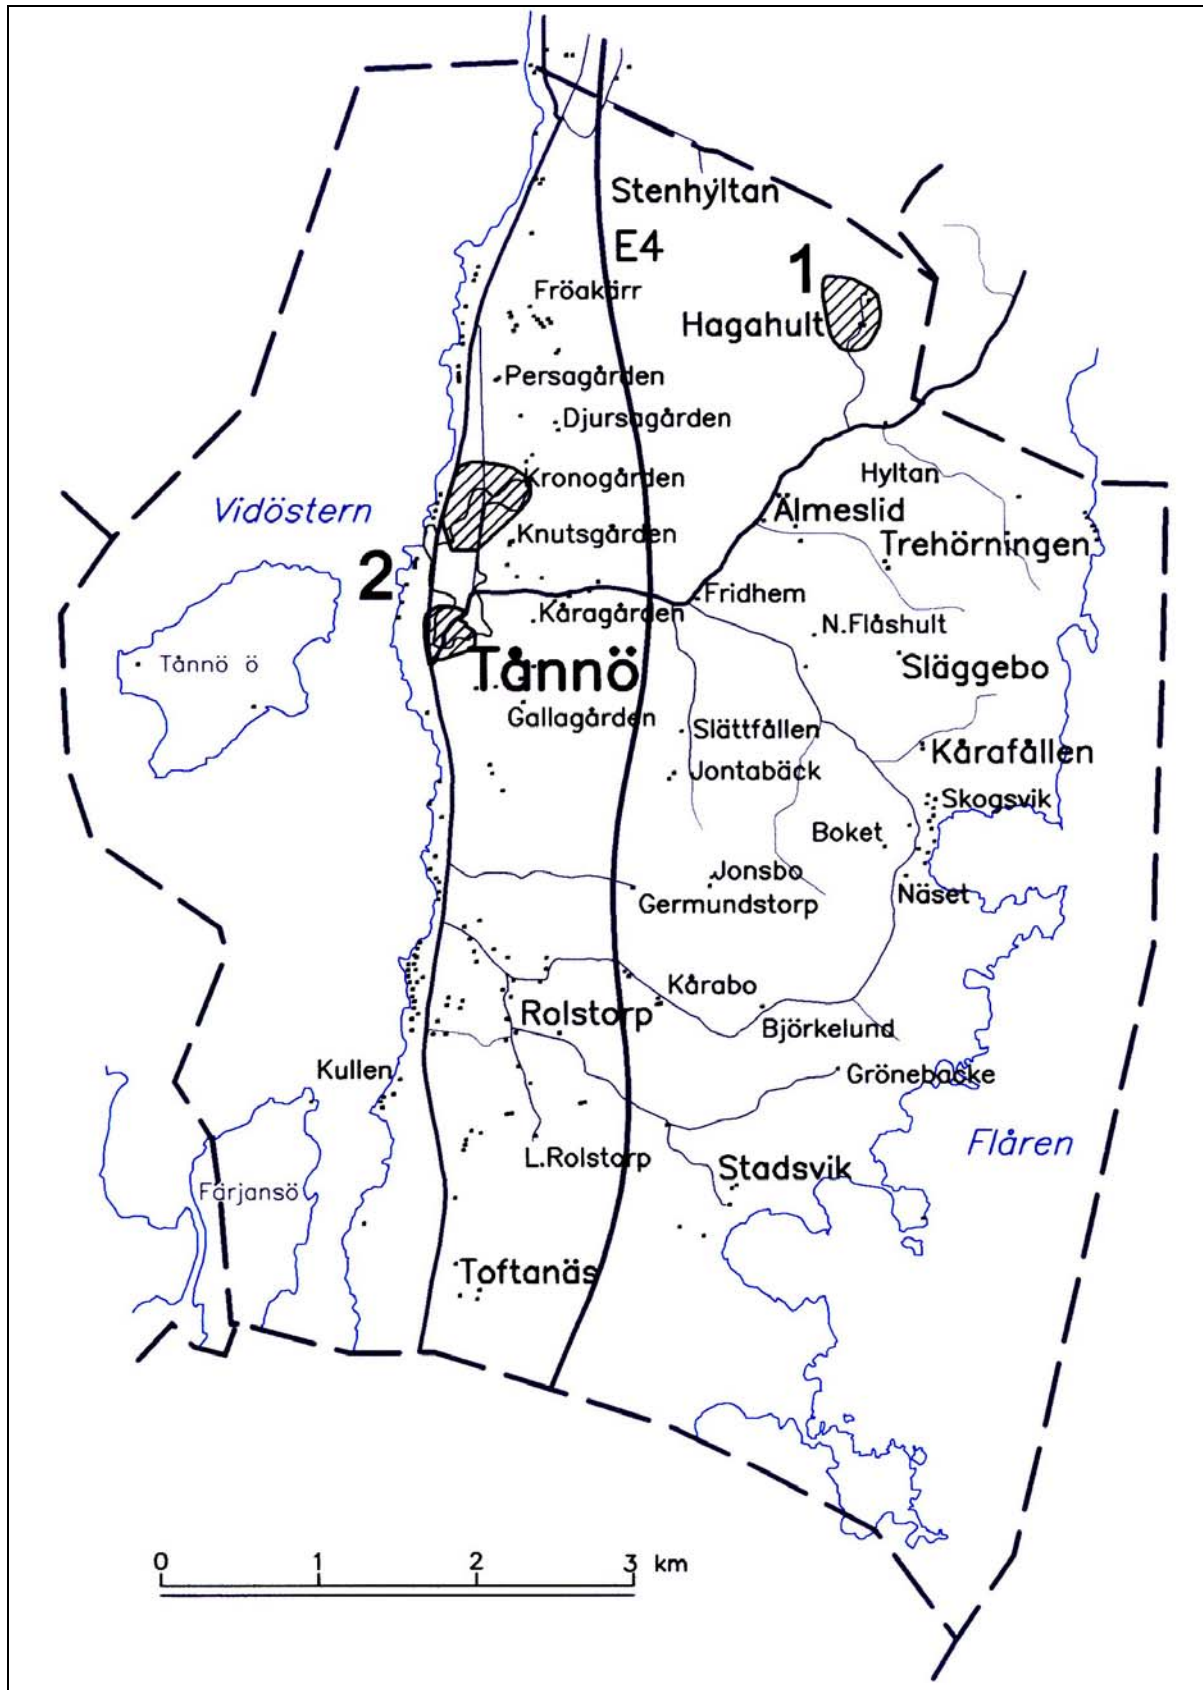 Stenhyltan
E4
1
Fröakärr
Hagahult
Persagården
Djursagården
Kronogården
Hyltan
Vidöstern
Älmeslid
Knutsgården
Trehörningen
2
Fridhem
Kåragården
N.Flåshult
Tånnö ö
Släggebo
Tånnö
Gallagården
Slättfållen
Kårafållen
Jontabäck
Skogsvik
Boket
Jonsbo
Näset
Germundstorp
Kårabo
Rolstorp
Björkelund
Kullen
Grönebacke
Flåren
L.Rolstorp
Stadsvik
Färjansö
Toftanäs
0 1 2 3 km